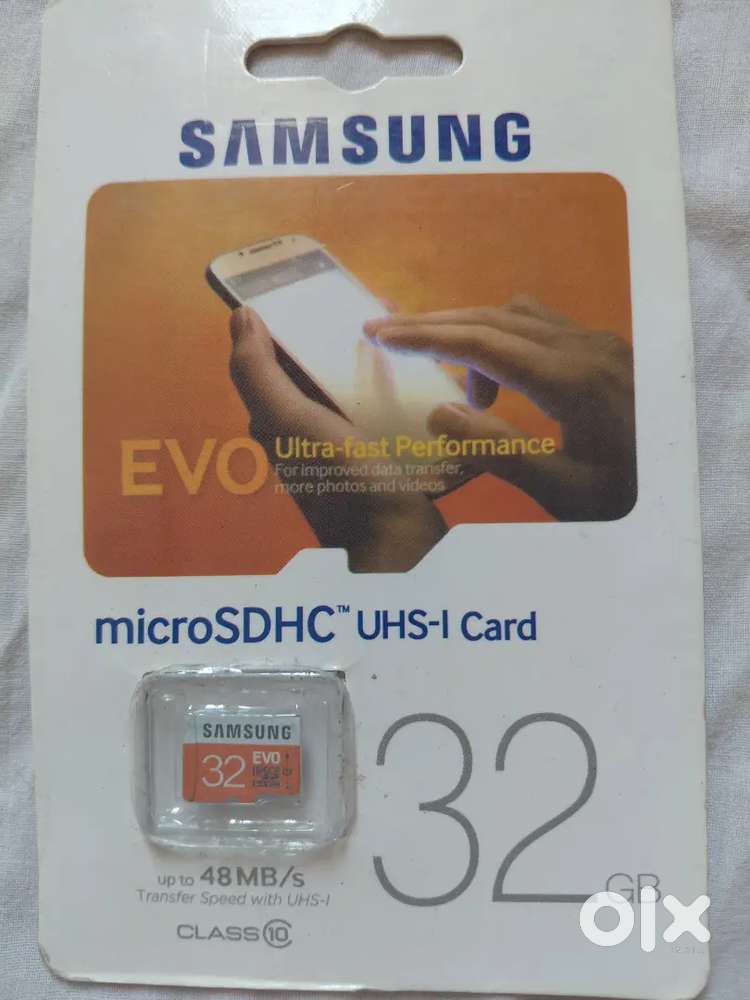 SAMSUNG
EVO Ultra-fast Performance
For improved data transfer,
more photos and videos
microSDHC™ UHS-I Card
SAMSUNG
32 EVO
32 GB
up to 48MB/s
Transfer Speed with UHS-I
CLASS 10
olx